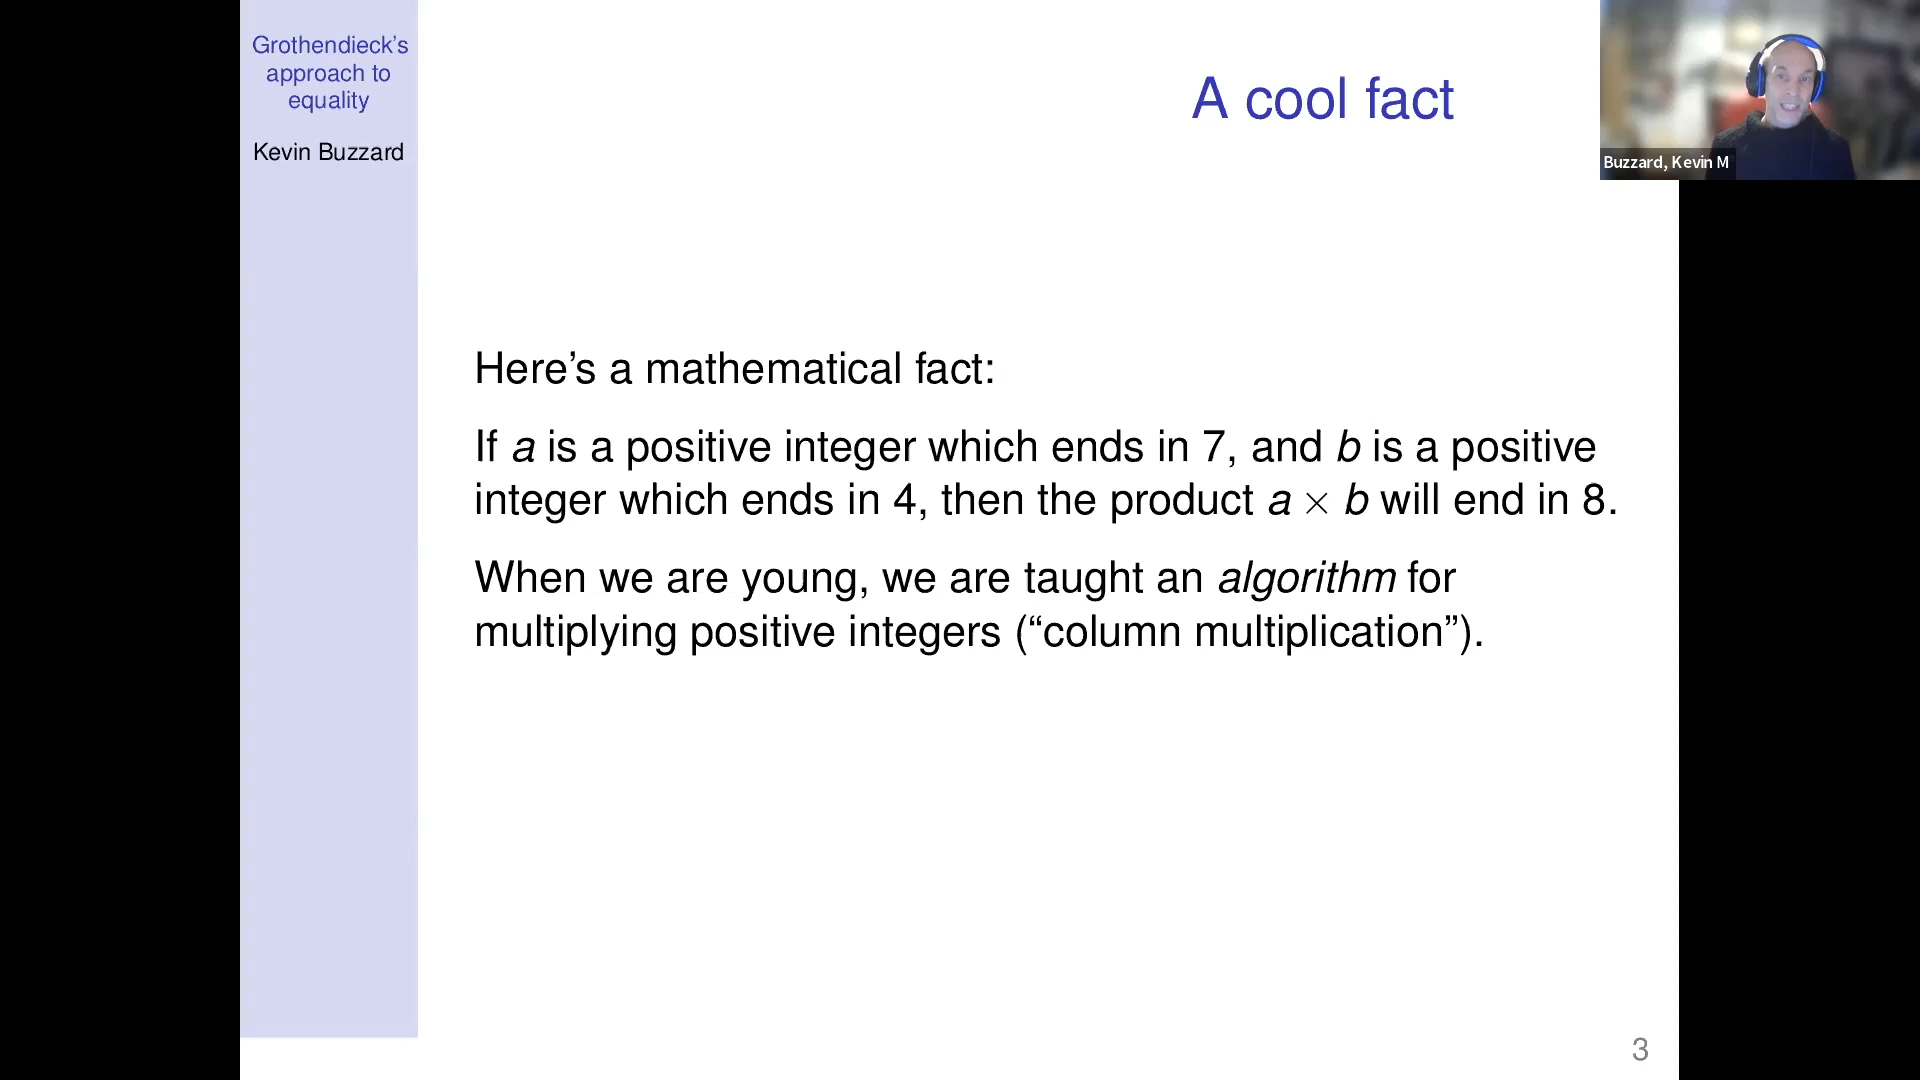 Grothendieck’s
approach to
equality
Kevin Buzzard
A cool fact
Buzzard, Kevin M
Here’s a mathematical fact:
If a is a positive integer which ends in 7, and b is a positive
integer which ends in 4, then the product a × b will end in 8.
When we are young, we are taught an algorithm for
multiplying positive integers (“column multiplication”).
3